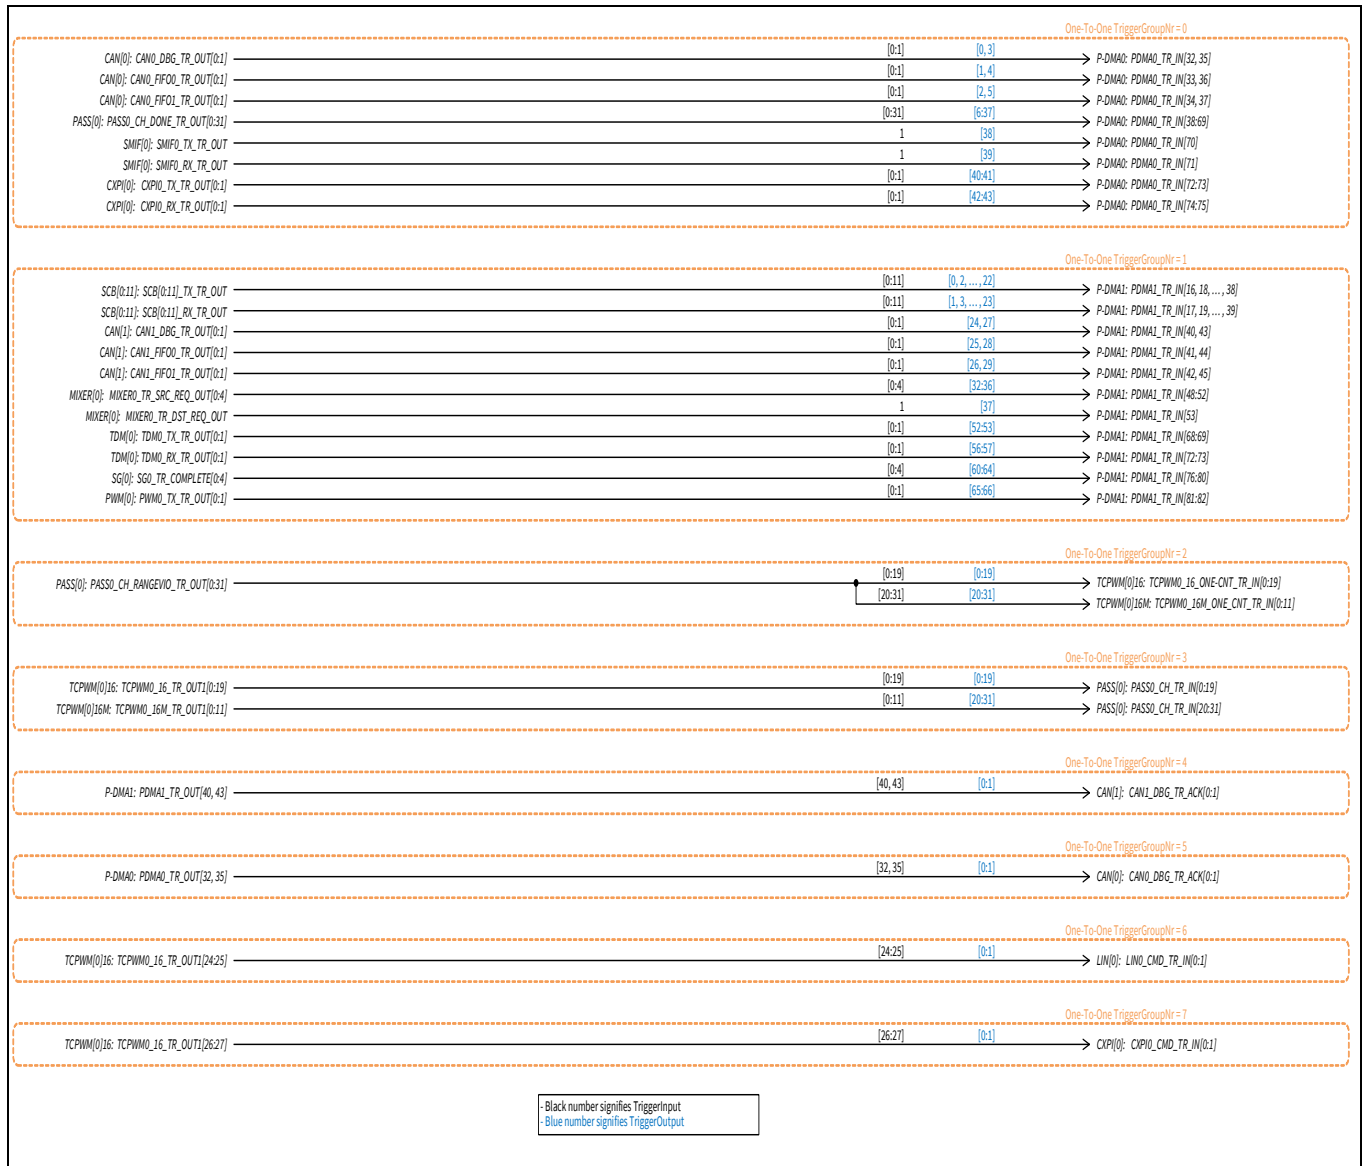 One-To-One TriggerGroupNr = 0
CAN[0]: CAN0_DBG_TR_OUT[0:1] [0:1] [0, 3] P-DMA0: PDMA0_TR_IN[32, 35]
CAN[0]: CAN0_FIFO0_TR_OUT[0:1] [0:1] [1, 4] P-DMA0: PDMA0_TR_IN[33, 36]
CAN[0]: CAN0_FIFO1_TR_OUT[0:1] [0:1] [2, 5] P-DMA0: PDMA0_TR_IN[34, 37]
PASS[0]: PASS0_CH_DONE_TR_OUT[0:31] [0:31] [6:37] P-DMA0: PDMA0_TR_IN[38:69]
SMIF[0]: SMIF0_TX_TR_OUT 1 [38] P-DMA0: PDMA0_TR_IN[70]
SMIF[0]: SMIF0_RX_TR_OUT 1 [39] P-DMA0: PDMA0_TR_IN[71]
CXPI[0]: CXPI0_TX_TR_OUT[0:1] [0:1] [40:41] P-DMA0: PDMA0_TR_IN[72:73]
CXPI[0]: CXPI0_RX_TR_OUT[0:1] [0:1] [42:43] P-DMA0: PDMA0_TR_IN[74:75]
One-To-One TriggerGroupNr = 1
SCB[0:11]: SCB[0:11]_TX_TR_OUT [0:11] [0, 2, ... , 22] P-DMA1: PDMA1_TR_IN[16, 18, ... , 38]
SCB[0:11]: SCB[0:11]_RX_TR_OUT [0:11] [1, 3, ... , 23] P-DMA1: PDMA1_TR_IN[17, 19, ... , 39]
CAN[1]: CAN1_DBG_TR_OUT[0:1] [0:1] [24, 27] P-DMA1: PDMA1_TR_IN[40, 43]
CAN[1]: CAN1_FIFO0_TR_OUT[0:1] [0:1] [25, 28] P-DMA1: PDMA1_TR_IN[41, 44]
CAN[1]: CAN1_FIFO1_TR_OUT[0:1] [0:1] [26, 29] P-DMA1: PDMA1_TR_IN[42, 45]
MIXER[0]: MIXER0_TR_SRC_REQ_OUT[0:4] [0:4] [32:36] P-DMA1: PDMA1_TR_IN[48:52]
MIXER[0]: MIXER0_TR_DST_REQ_OUT 1 [37] P-DMA1: PDMA1_TR_IN[53]
TDM[0]: TDM0_TX_TR_OUT[0:1] [0:1] [52:53] P-DMA1: PDMA1_TR_IN[68:69]
TDM[0]: TDM0_RX_TR_OUT[0:1] [0:1] [56:57] P-DMA1: PDMA1_TR_IN[72:73]
SG[0]: SG0_TR_COMPLETE[0:4] [0:4] [60:64] P-DMA1: PDMA1_TR_IN[76:80]
PWM[0]: PWM0_TX_TR_OUT[0:1] [0:1] [65:66] P-DMA1: PDMA1_TR_IN[81:82]
One-To-One TriggerGroupNr = 2
PASS[0]: PASS0_CH_RANGEVIO_TR_OUT[0:31] [0:19] [0:19] TCPWM[0]16: TCPWM0_16_ONE-CNT_TR_IN[0:19]
[20:31] [20:31] TCPWM[0]16M: TCPWM0_16M_ONE_CNT_TR_IN[0:11]
One-To-One TriggerGroupNr = 3
TCPWM[0]16: TCPWM0_16_TR_OUT1[0:19] [0:19] [0:19] PASS[0]: PASS0_CH_TR_IN[0:19]
TCPWM[0]16M: TCPWM0_16M_TR_OUT1[0:11] [0:11] [20:31] PASS[0]: PASS0_CH_TR_IN[20:31]
One-To-One TriggerGroupNr = 4
P-DMA1: PDMA1_TR_OUT[40, 43] [40, 43] [0:1] CAN[1]: CAN1_DBG_TR_ACK[0:1]
One-To-One TriggerGroupNr = 5
P-DMA0: PDMA0_TR_OUT[32, 35] [32, 35] [0:1] CAN[0]: CAN0_DBG_TR_ACK[0:1]
One-To-One TriggerGroupNr = 6
TCPWM[0]16: TCPWM0_16_TR_OUT1[24:25] [24:25] [0:1] LIN[0]: LIN0_CMD_TR_IN[0:1]
One-To-One TriggerGroupNr = 7
TCPWM[0]16: TCPWM0_16_TR_OUT1[26:27] [26:27] [0:1] CXPI[0]: CXPI0_CMD_TR_IN[0:1]
- Black number signifies TriggerInput
- Blue number signifies TriggerOutput